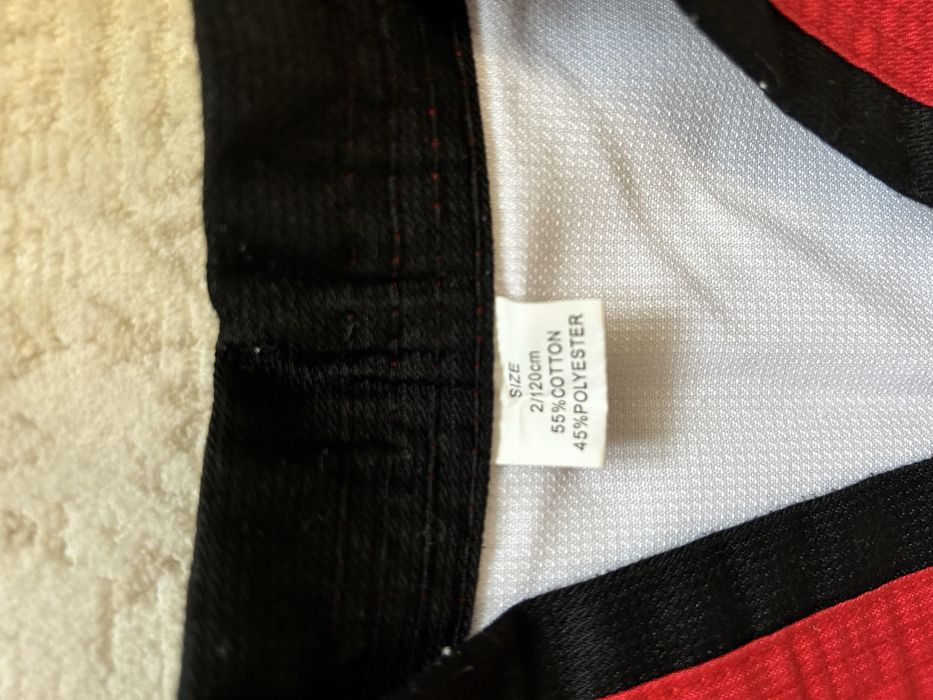 SIZE
2/120cm
55%COTTON
45%POLYESTER